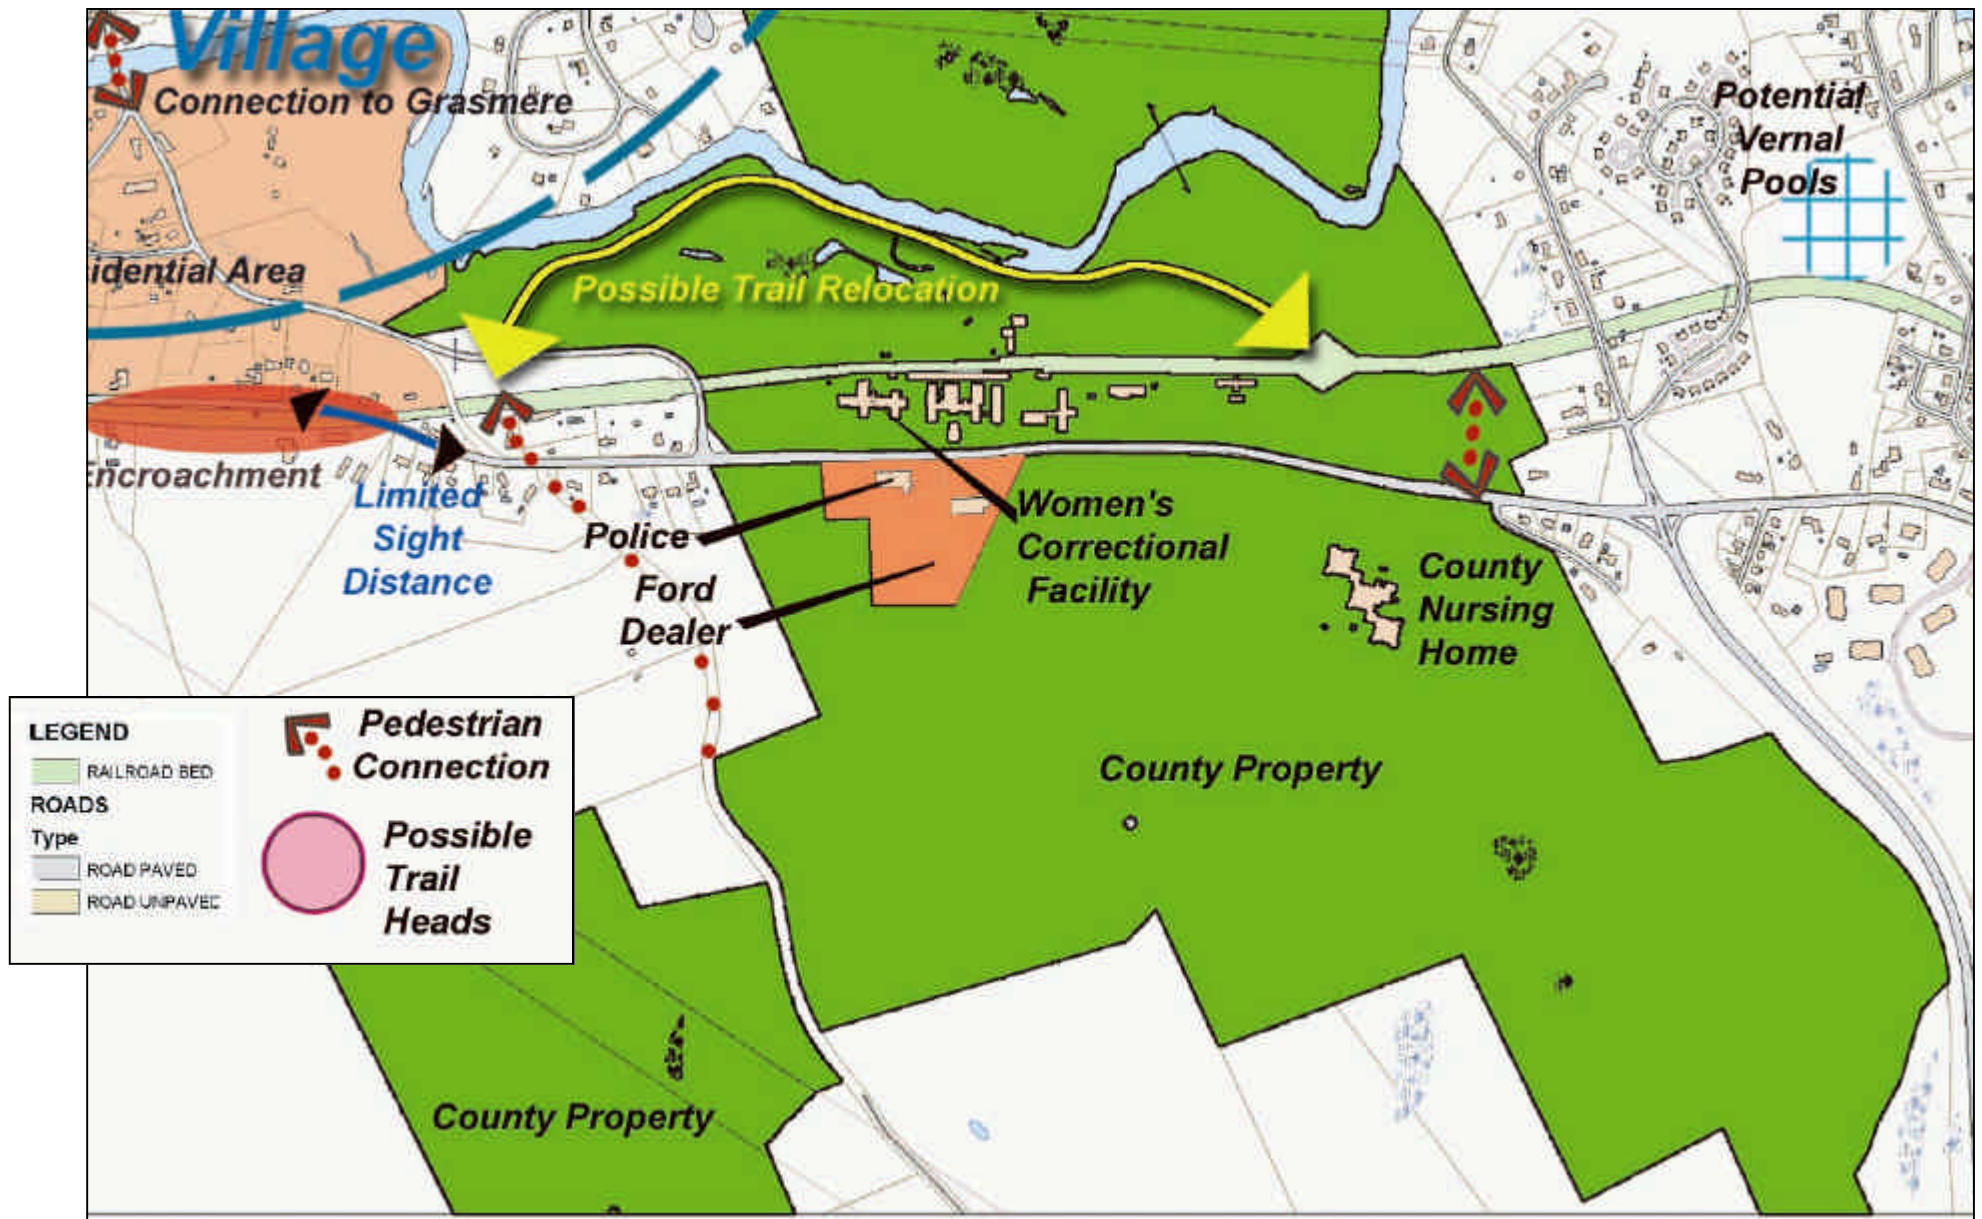 Village
Connection to Grasmere
Potential
Vernal
Pools
idential Area
Possible Trail Relocation
Encroachment
Limited
Sight
Distance
Police
Ford
Dealer
Women's
Correctional
Facility
County
Nursing
Home
County Property
County Property
LEGEND
RAILROAD BED
ROADS
Type
ROAD PAVED
ROAD UNPAVED
Pedestrian
Connection
Possible
Trail
Heads